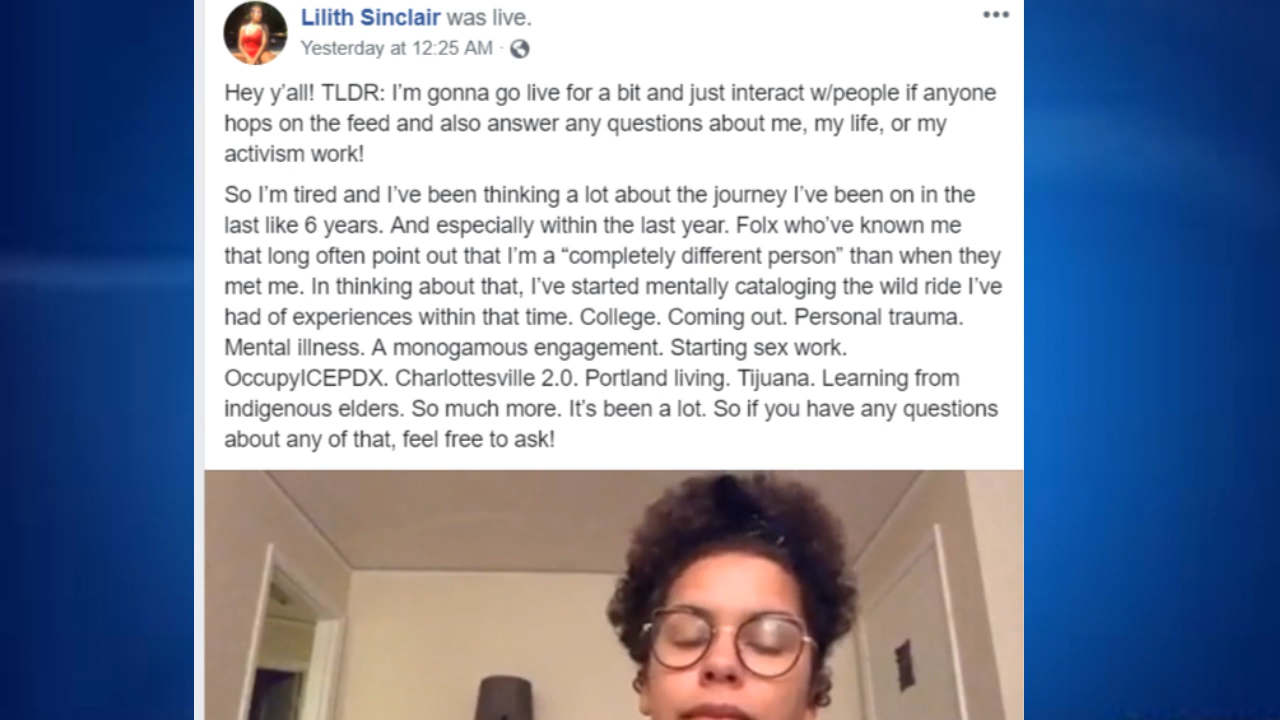 Lilith Sinclair was live.
Yesterday at 12:25 AM ·
Hey y'all! TLDR: I'm gonna go live for a bit and just interact w/people if anyone
hops on the feed and also answer any questions about me, my life, or my
activism work!
So I'm tired and I've been thinking a lot about the journey I've been on in the
last like 6 years. And especially within the last year. Folx who've known me
that long often point out that I'm a “completely different person” than when they
met me. In thinking about that, I've started mentally cataloging the wild ride I've
had of experiences within that time. College. Coming out. Personal trauma.
Mental illness. A monogamous engagement. Starting sex work.
OccupyICEPDX. Charlottesville 2.0. Portland living. Tijuana. Learning from
indigenous elders. So much more. It's been a lot. So if you have any questions
about any of that, feel free to ask!